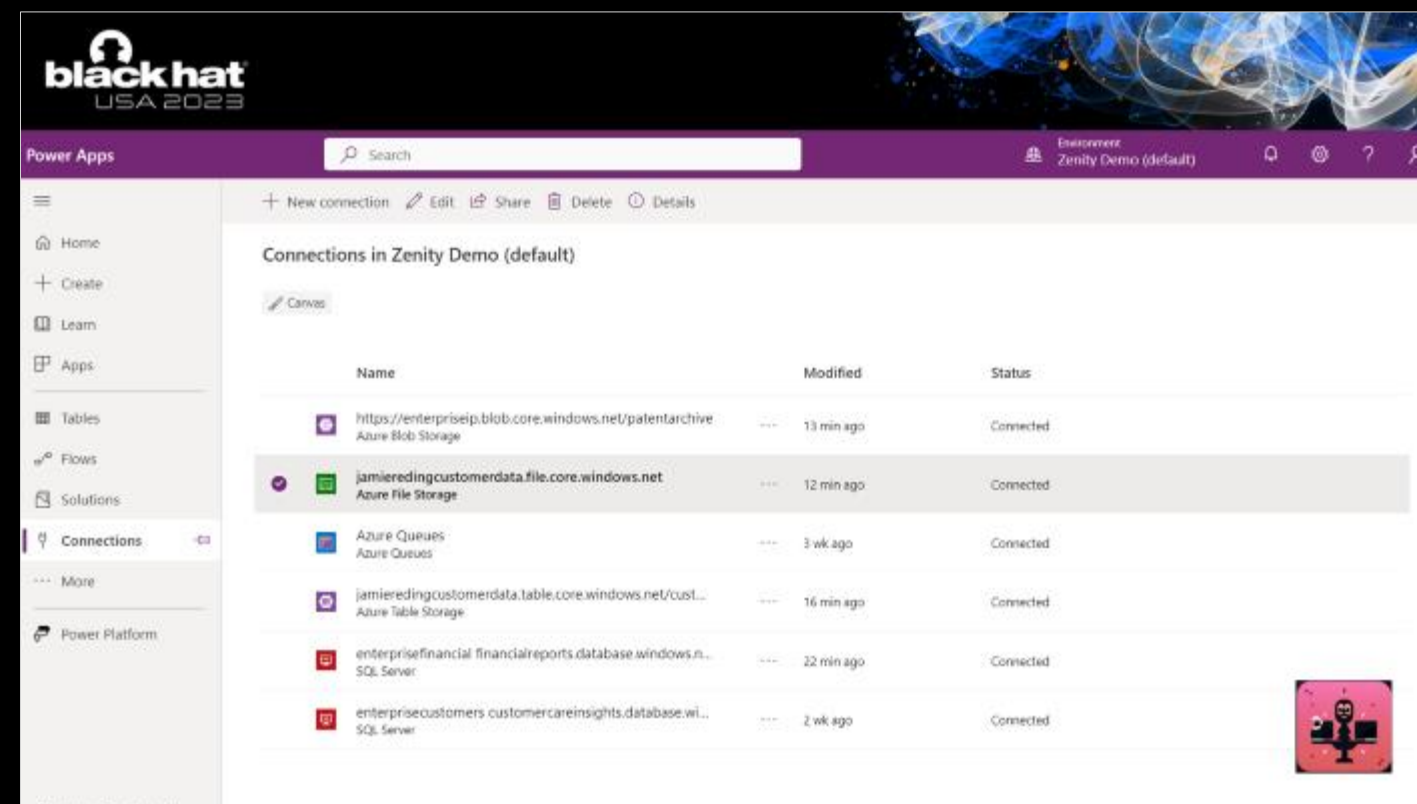 black hat
USA 2023
Power Apps
Search
Environment
Zenity Demo (default)
?
New connection Edit Share Delete Details
Home
Create
Learn
Apps
Tables
Flows
Solutions
Connections
More
Power Platform
Connections in Zenity Demo (default)
Canvas
Name Modified Status
https://enterpriseip.blob.core.windows.net/patentarchive
Azure Blob Storage
13 min ago Connected
jamieredingcustomerdata.file.core.windows.net
Azure File Storage
12 min ago Connected
Azure Queues
Azure Queues
3 wk ago Connected
jamieredingcustomerdata.table.core.windows.net/cust...
Azure Table Storage
16 min ago Connected
enterprisefinancial financialreports.database.windows.n...
SQL Server
22 min ago Connected
enterprisecustomers customercareinsights.database.wi...
SQL Server
2 wk ago Connected